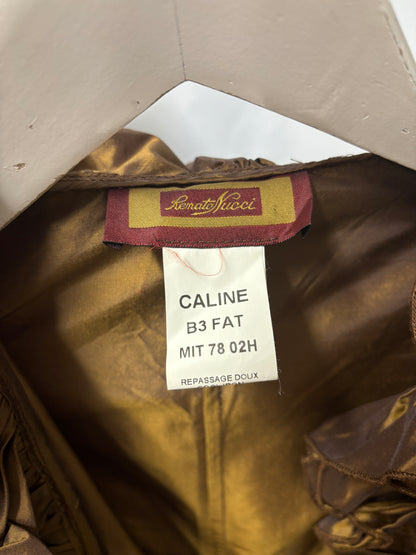 Renato Nucci
CALINE
B3 FAT
MIT 78 02H
REPASSAGE DOUX